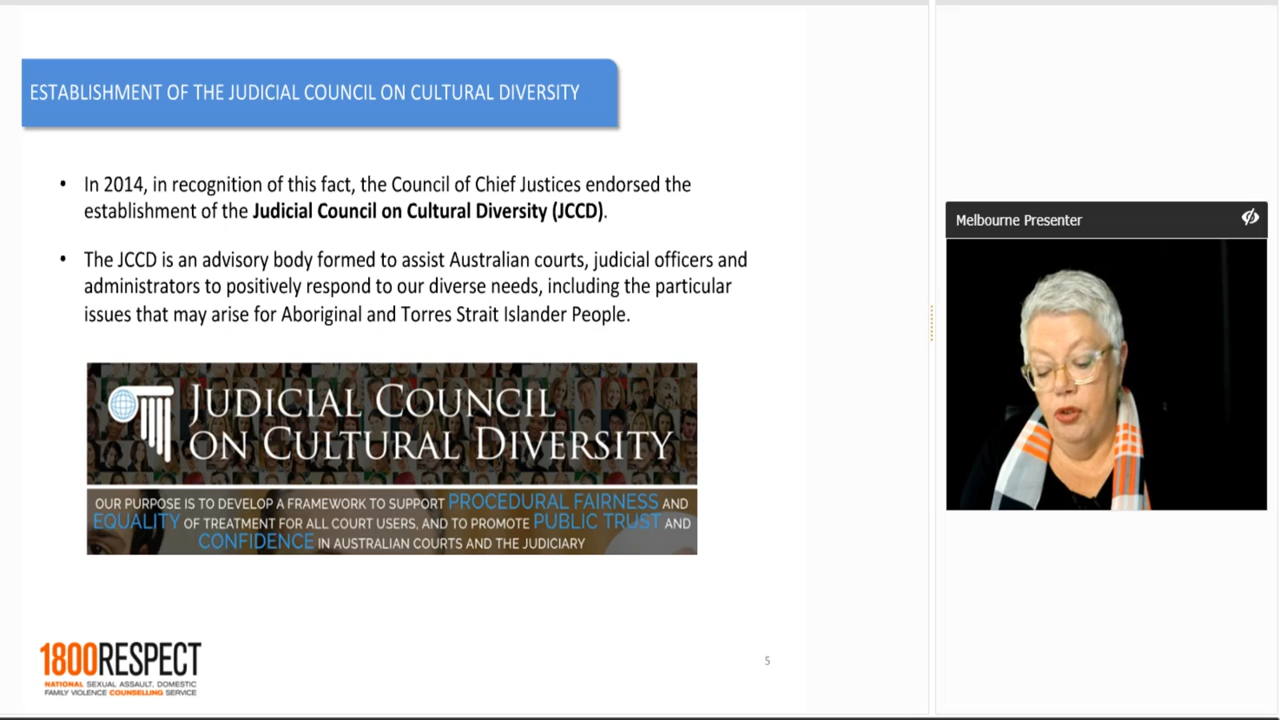 ESTABLISHMENT OF THE JUDICIAL COUNCIL ON CULTURAL DIVERSITY
• In 2014, in recognition of this fact, the Council of Chief Justices endorsed the
establishment of the Judicial Council on Cultural Diversity (JCCD).
• The JCCD is an advisory body formed to assist Australian courts, judicial officers and
administrators to positively respond to our diverse needs, including the particular
issues that may arise for Aboriginal and Torres Strait Islander People.
JUDICIAL COUNCIL
ON CULTURAL DIVERSITY
OUR PURPOSE IS TO DEVELOP A FRAMEWORK TO SUPPORT PROCEDURAL FAIRNESS AND
EQUALITY OF TREATMENT FOR ALL COURT USERS, AND TO PROMOTE PUBLIC TRUST AND
CONFIDENCE IN AUSTRALIAN COURTS AND THE JUDICIARY
1800RESPECT
NATIONAL SEXUAL ASSAULT, DOMESTIC
FAMILY VIOLENCE COUNSELLING SERVICE
5
Melbourne Presenter